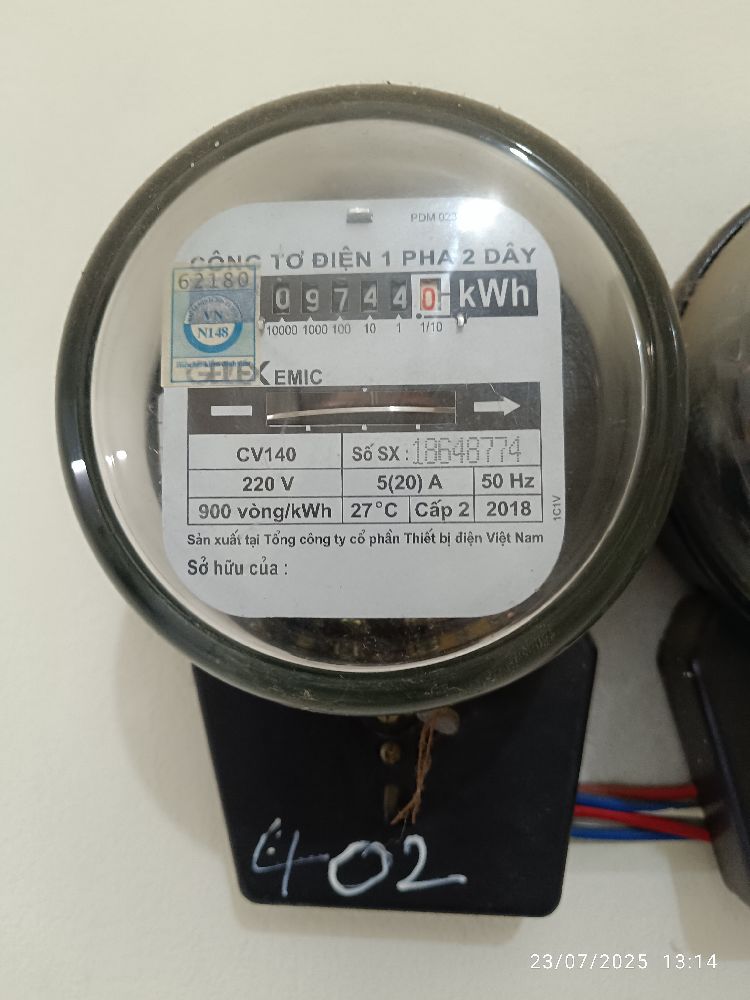 CÔNG TƠ ĐIỆN 1 PHA 2 DÂY
62180
0 9 7 4 4 0 kWh
10000 1000 100 10 1 1/10
VN
N148
EMIC
CV140 Số SX : 18648774
220 V 5(20) A 50 Hz
900 vòng/kWh 27°C Cấp 2 2018
1C1V
Sản xuất tại Tổng công ty cổ phần Thiết bị điện Việt Nam
Sở hữu của :
402
23/07/2025 13:14